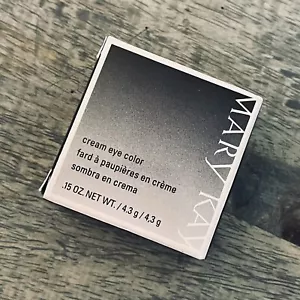 MARY KAY
cream eye color
fard à paupières en crème
sombra en crema
.15 OZ. NET WT. / 4.3 g / 4,3 g